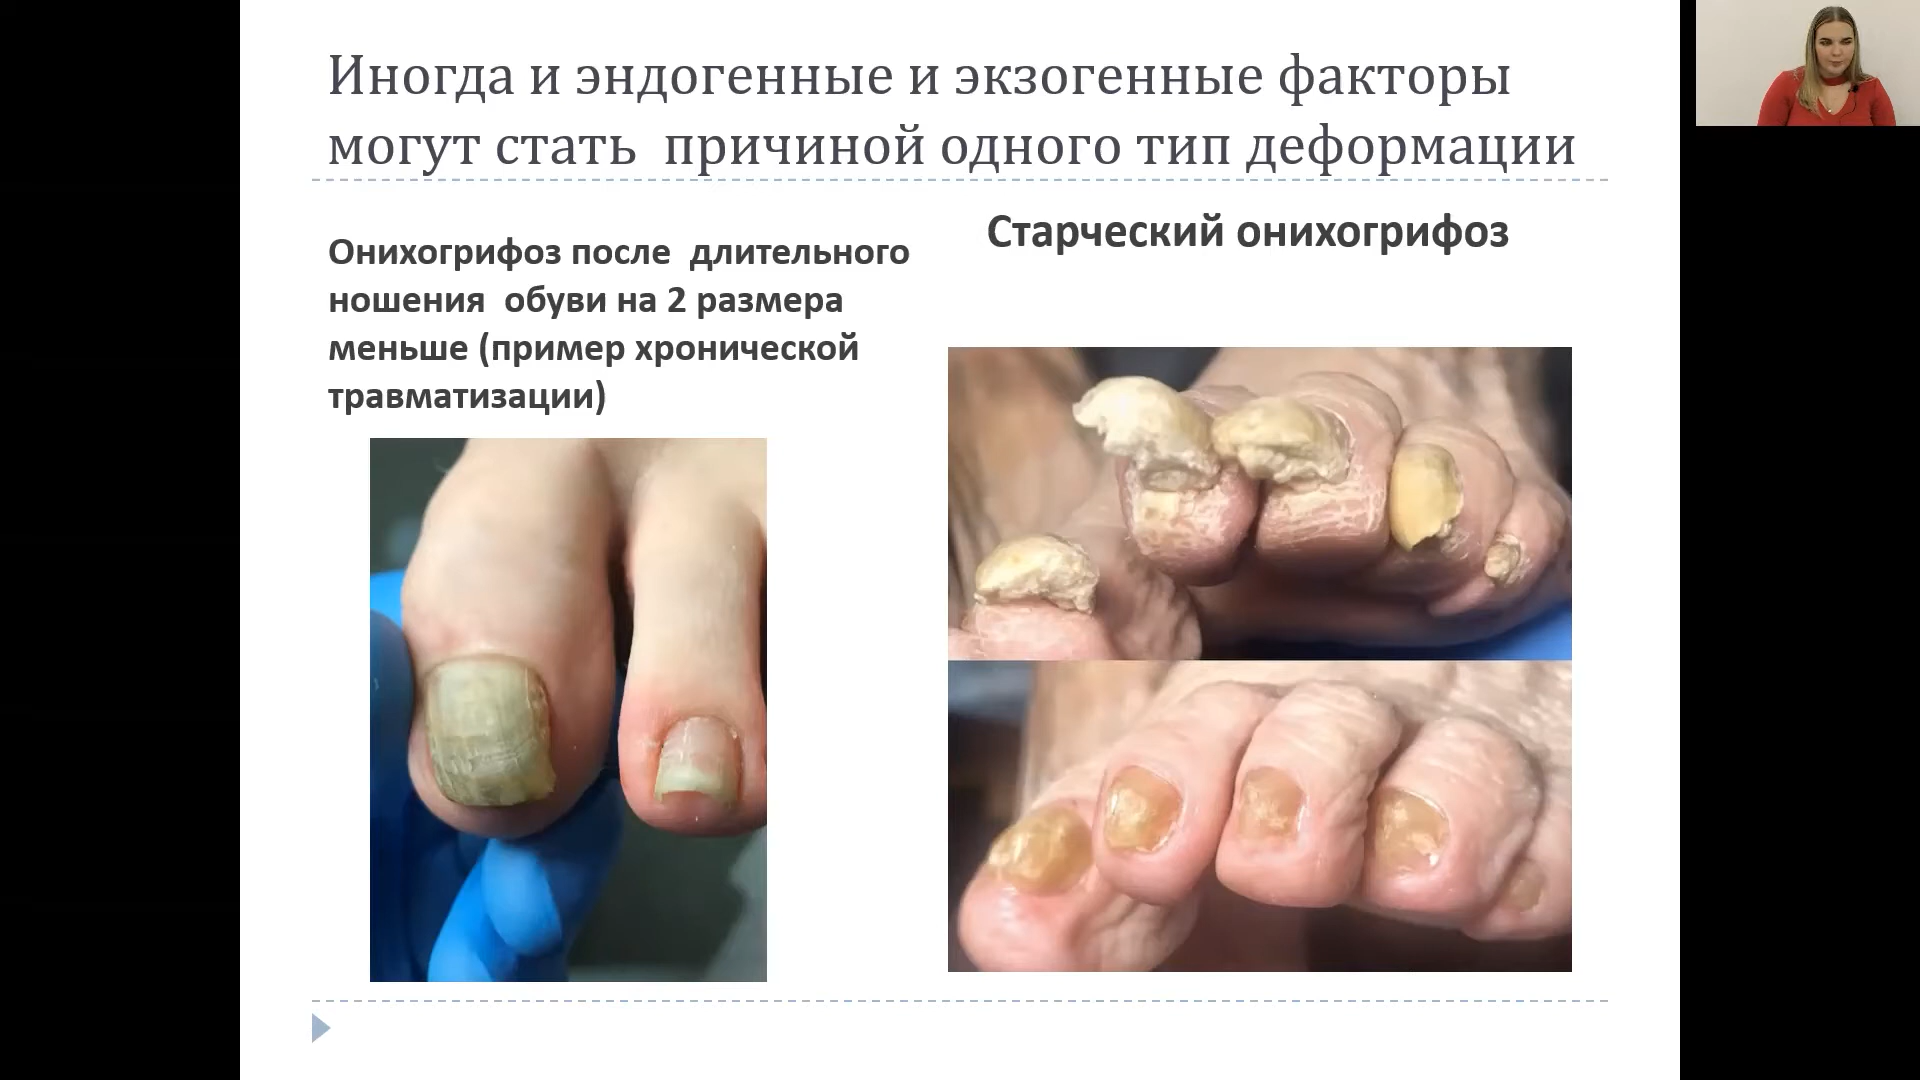 Иногда и эндогенные и экзогенные факторы
могут стать причиной одного тип деформации
Онихогрифоз после длительного
ношения обуви на 2 размера
меньше (пример хронической
травматизации)
Старческий онихогрифоз